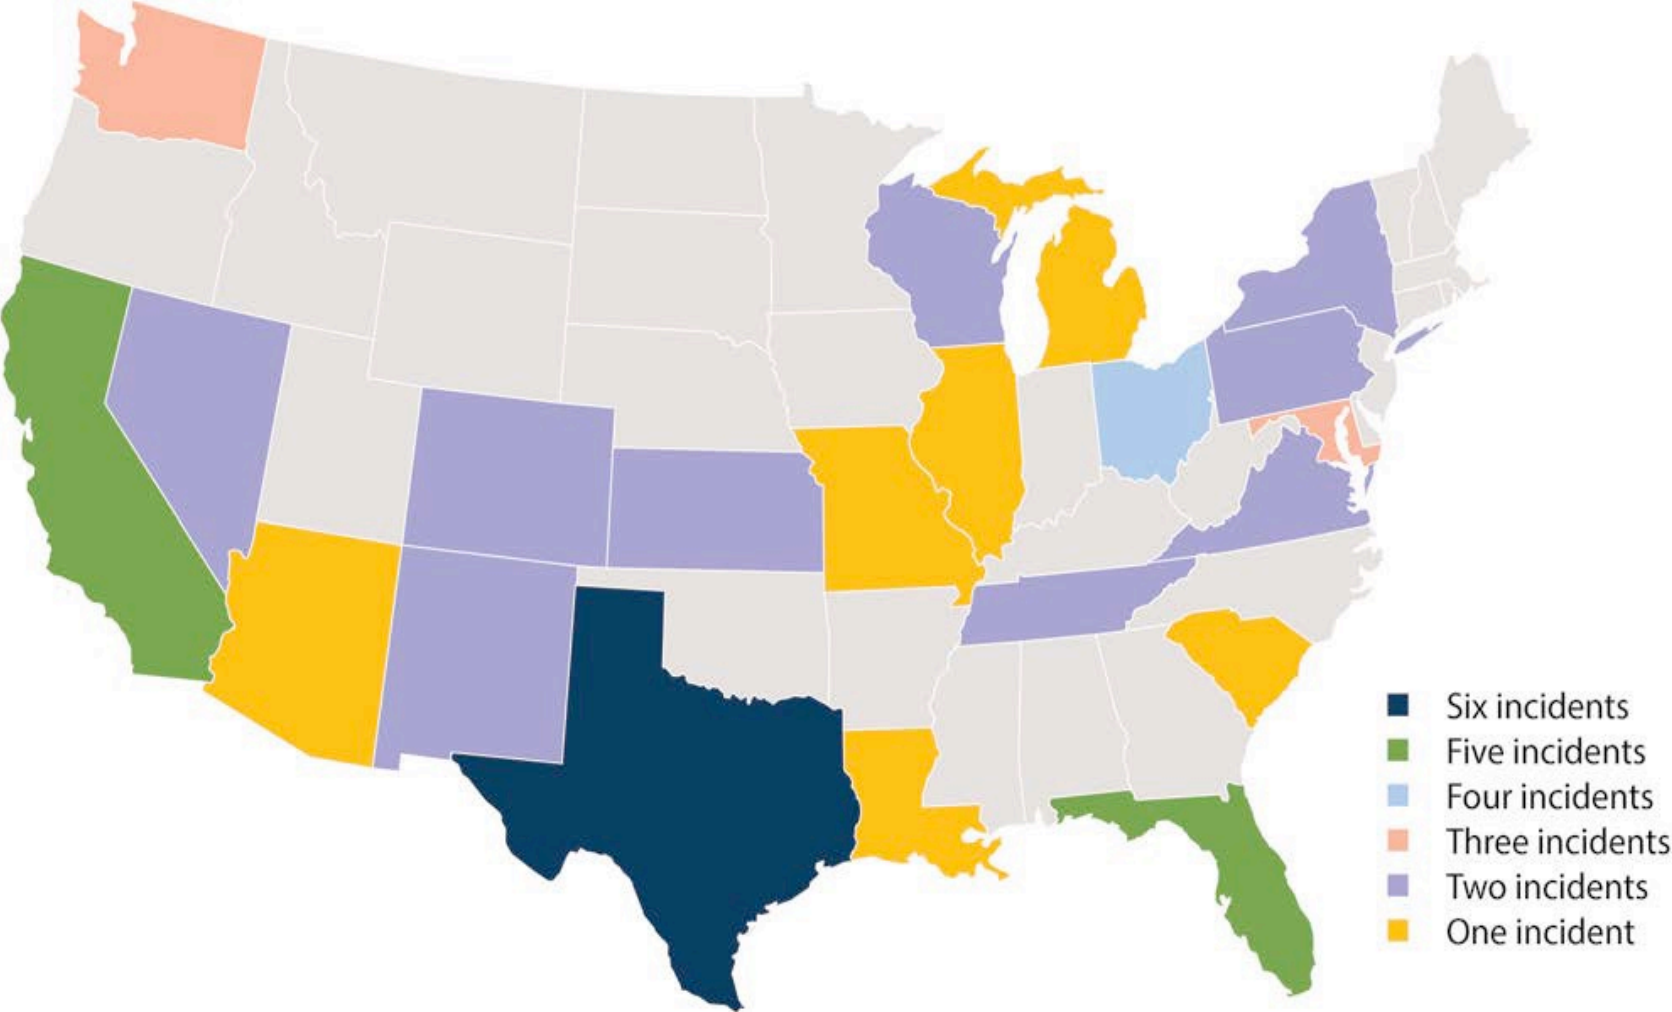 Six incidents
Five incidents
Four incidents
Three incidents
Two incidents
One incident